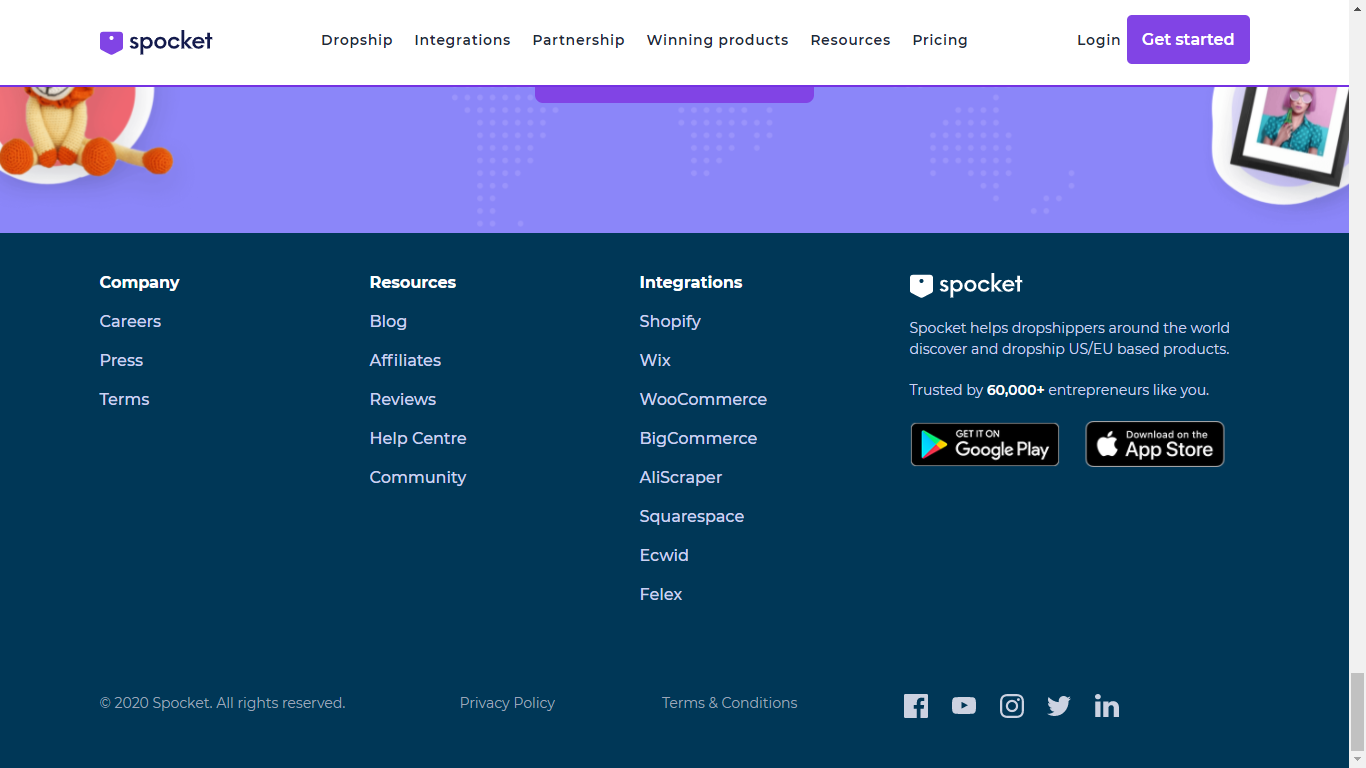 spocket
Dropship Integrations Partnership Winning products Resources Pricing
Login Get started
Company
Careers
Press
Terms
Resources
Blog
Affiliates
Reviews
Help Centre
Community
Integrations
Shopify
Wix
WooCommerce
BigCommerce
AliScraper
Squarespace
Ecwid
Felex
spocket
Spocket helps dropshippers around the world
discover and dropship US/EU based products.
Trusted by 60,000+ entrepreneurs like you.
GET IT ON
Google Play
Download on the
App Store
© 2020 Spocket. All rights reserved.
Privacy Policy
Terms & Conditions